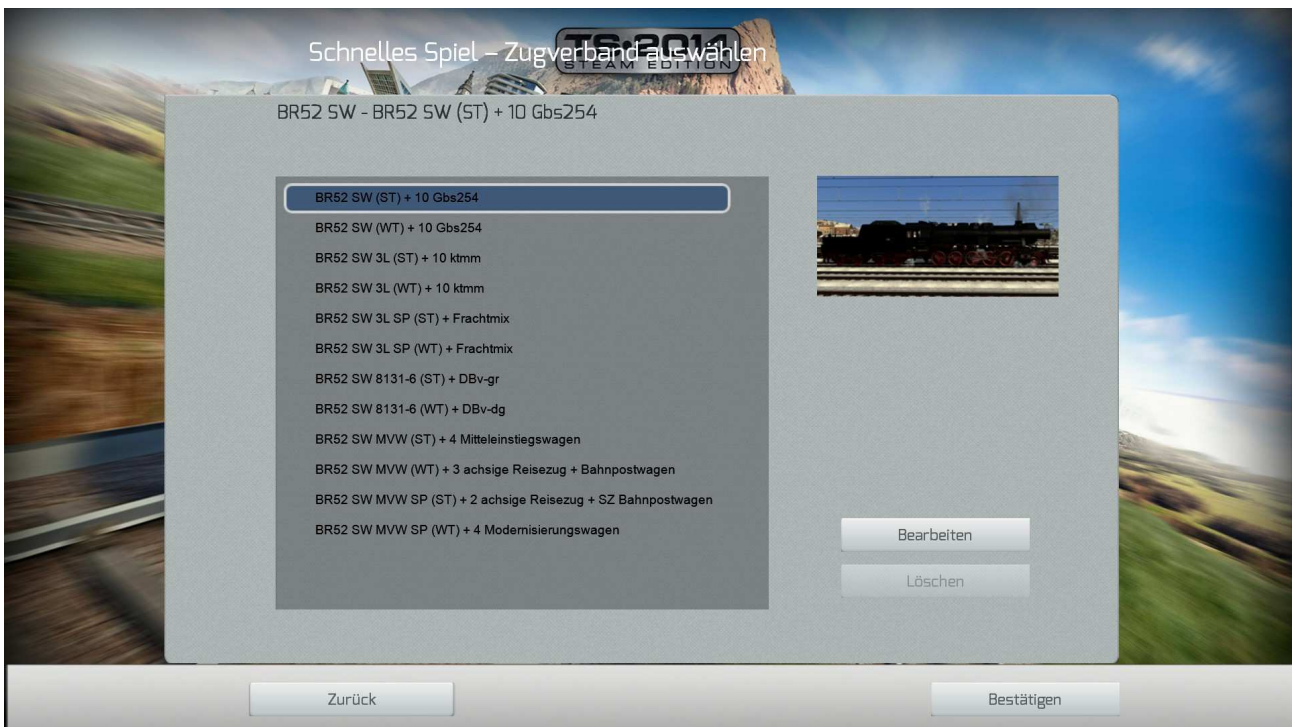 Schnelles Spiel – Zugverband auswählen
TS2014
STEAM EDITION
BR52 SW - BR52 SW (ST) + 10 Gbs254
BR52 SW (ST) + 10 Gbs254
BR52 SW (WT) + 10 Gbs254
BR52 SW 3L (ST) + 10 ktmm
BR52 SW 3L (WT) + 10 ktmm
BR52 SW 3L SP (ST) + Frachtmix
BR52 SW 3L SP (WT) + Frachtmix
BR52 SW 8131-6 (ST) + DBv-gr
BR52 SW 8131-6 (WT) + DBv-dg
BR52 SW MVW (ST) + 4 Mitteleinstiegswagen
BR52 SW MVW (WT) + 3 achsige Reisezug + Bahnpostwagen
BR52 SW MVW SP (ST) + 2 achsige Reisezug + SZ Bahnpostwagen
BR52 SW MVW SP (WT) + 4 Modernisierungswagen
Bearbeiten
Löschen
Zurück
Bestätigen